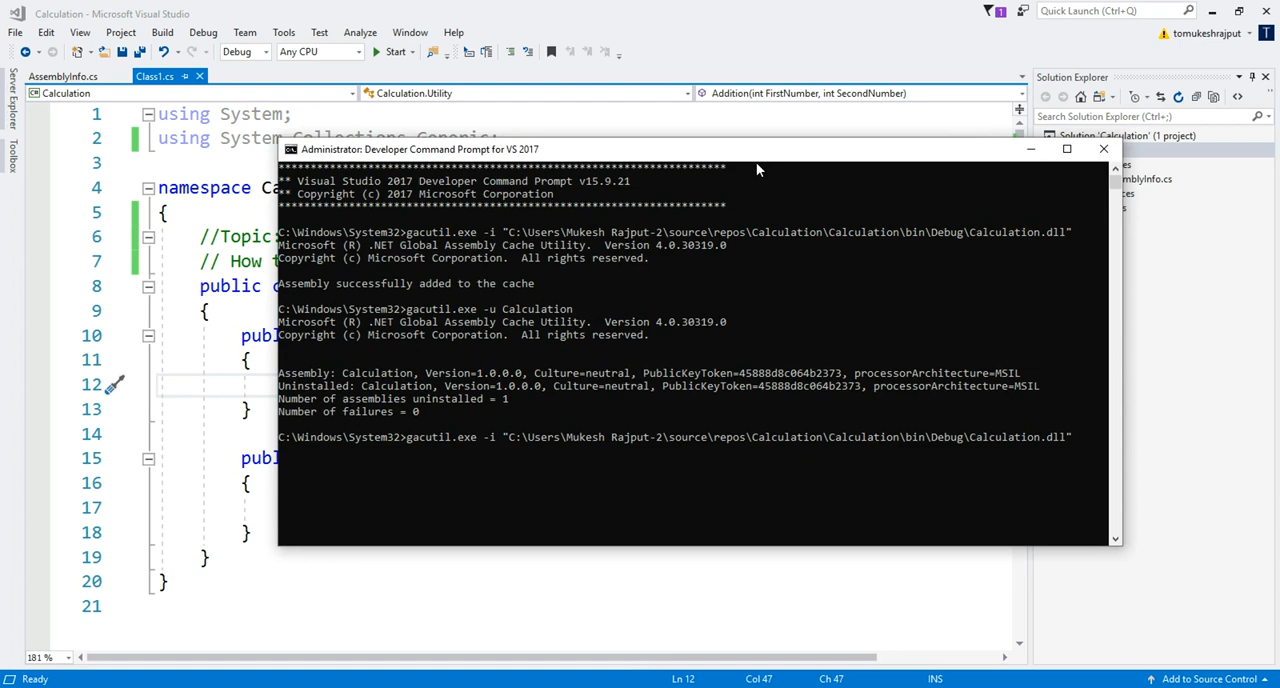 Calculation - Microsoft Visual Studio
1
Quick Launch (Ctrl+Q)
File Edit View Project Build Debug Team Tools Test Analyze Window Help
tomukeshrajput
T
Debug
Any CPU
Start
Server Explorer
Toolbox
AssemblyInfo.cs
Class1.cs
Calculation
Calculation.Utility
Addition(int FirstNumber, int SecondNumber)
Solution Explorer
Search Solution Explorer (Ctrl+;)
Solution 'Calculation' (1 project)
1 using System;
2 using System.Collections.Generic;
3
4 namespace Ca
5 {
6 //Topic:
7 // How t
8 public c
9 {
10 publ
11 {
12
13 }
14
15 publ
16 {
17
18 }
19 }
20 }
21
Administrator: Developer Command Prompt for VS 2017
**********************************************************************
** Visual Studio 2017 Developer Command Prompt v15.9.21
** Copyright (c) 2017 Microsoft Corporation
**********************************************************************
C:\Windows\System32>gacutil.exe -i "C:\Users\Mukesh Rajput-2\source\repos\Calculation\Calculation\bin\Debug\Calculation.dll"
Microsoft (R) .NET Global Assembly Cache Utility.  Version 4.0.30319.0
Copyright (c) Microsoft Corporation.  All rights reserved.
Assembly successfully added to the cache
C:\Windows\System32>gacutil.exe -u Calculation
Microsoft (R) .NET Global Assembly Cache Utility.  Version 4.0.30319.0
Copyright (c) Microsoft Corporation.  All rights reserved.
Assembly: Calculation, Version=1.0.0.0, Culture=neutral, PublicKeyToken=45888d8c064b2373, processorArchitecture=MSIL
Uninstalled: Calculation, Version=1.0.0.0, Culture=neutral, PublicKeyToken=45888d8c064b2373, processorArchitecture=MSIL
Number of assemblies uninstalled = 1
Number of failures = 0
C:\Windows\System32>gacutil.exe -i "C:\Users\Mukesh Rajput-2\source\repos\Calculation\Calculation\bin\Debug\Calculation.dll"
es
mblyInfo.cs
ces
s
181 %
Ready
Ln 12
Col 47
Ch 47
INS
Add to Source Control